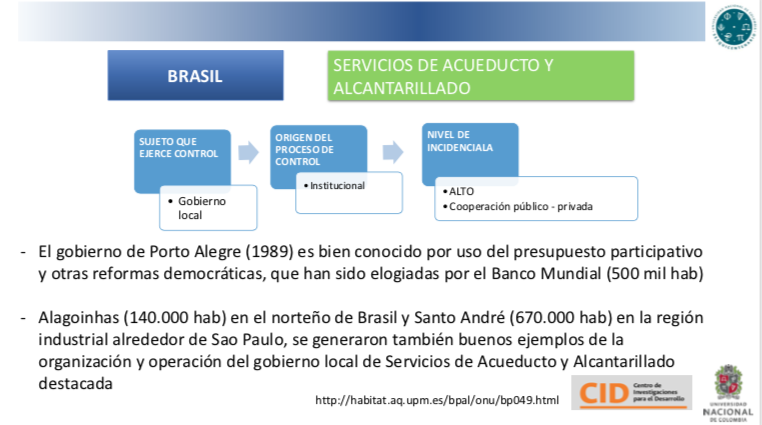 BRASIL
SERVICIOS DE ACUEDUCTO Y
ALCANTARILLADO
SUJETO QUE
EJERCE CONTROL
• Gobierno
local
ORIGEN DEL
PROCESO DE
CONTROL
• Institucional
NIVEL DE
INCIDENCIALA
• ALTO
• Cooperación público - privada
- El gobierno de Porto Alegre (1989) es bien conocido por uso del presupuesto participativo
y otras reformas democráticas, que han sido elogiadas por el Banco Mundial (500 mil hab)
- Alagoinhas (140.000 hab) en el norteño de Brasil y Santo André (670.000 hab) en la región
industrial alrededor de Sao Paulo, se generaron también buenos ejemplos de la
organización y operación del gobierno local de Servicios de Acueducto y Alcantarillado
destacada
http://habitat.aq.upm.es/bpal/onu/bp049.html
CID
Centro de
Investigaciones
para el Desarrollo
UNIVERSIDAD
NACIONAL
DE COLOMBIA